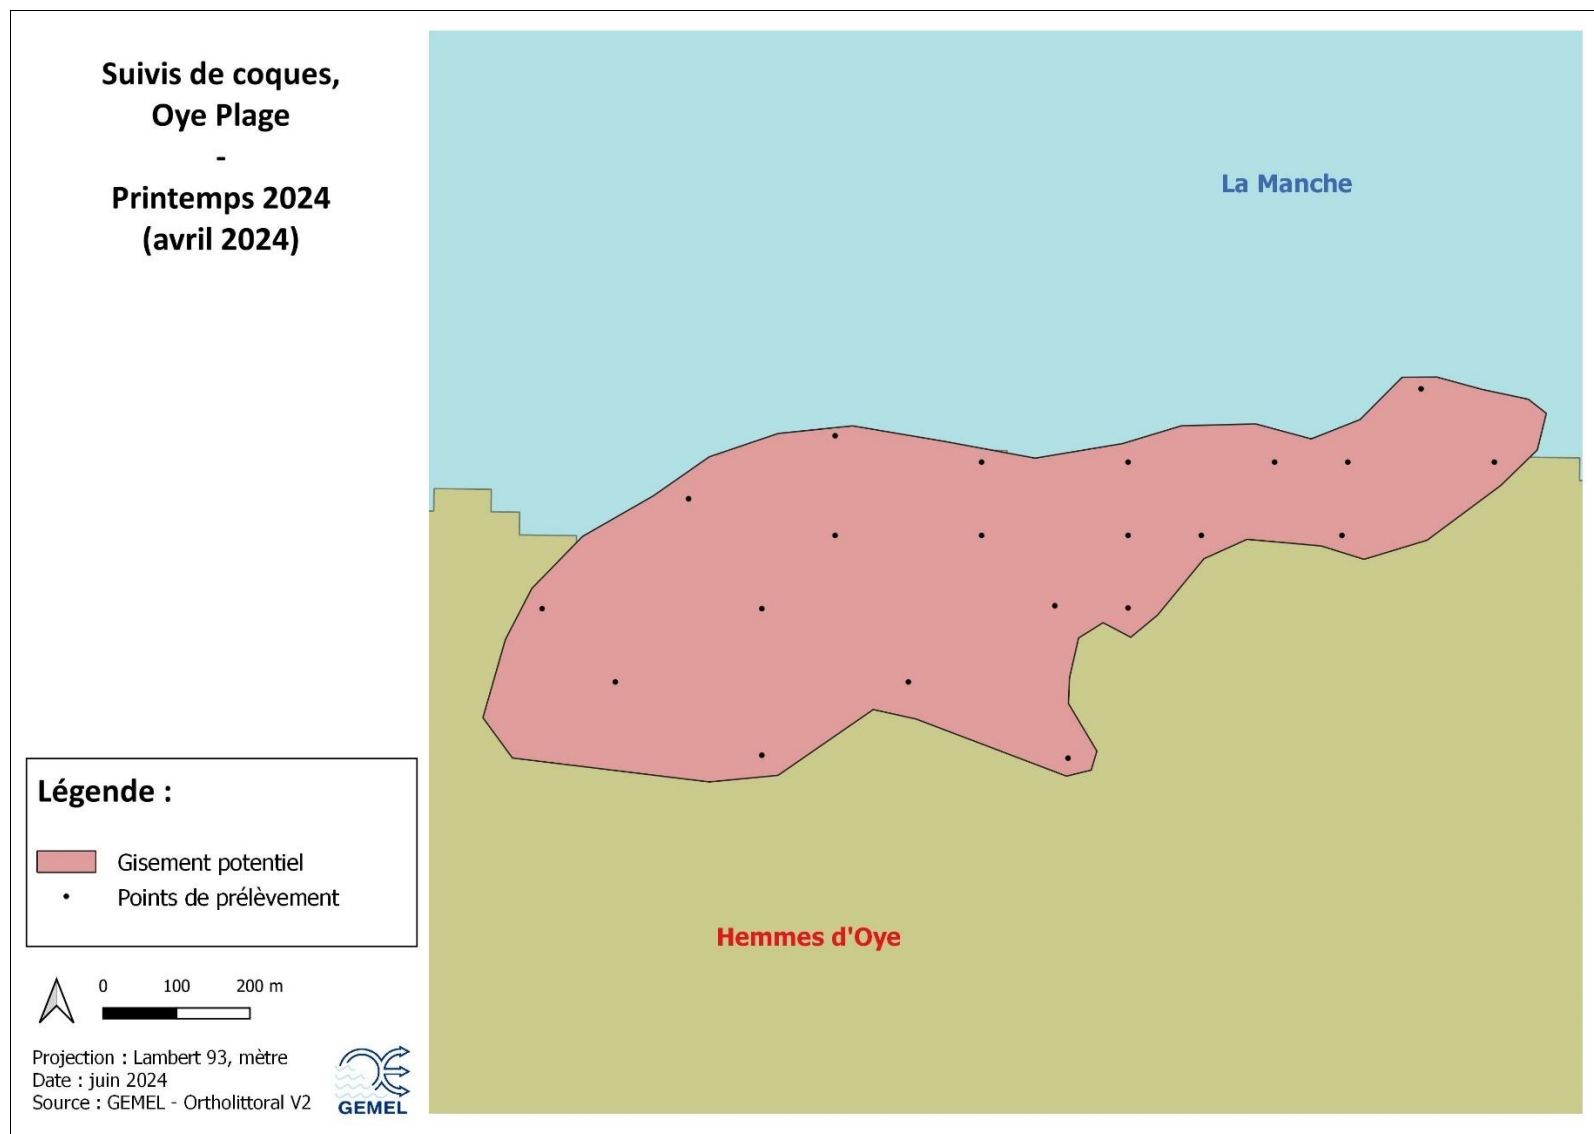 Suivis de coques,
Oye Plage
-
Printemps 2024
(avril 2024)
La Manche
Hemmes d'Oye
Légende :
Gisement potentiel
Points de prélèvement
0 100 200 m
Projection : Lambert 93, mètre
Date : juin 2024
Source : GEMEL - Ortholittoral V2
GEMEL